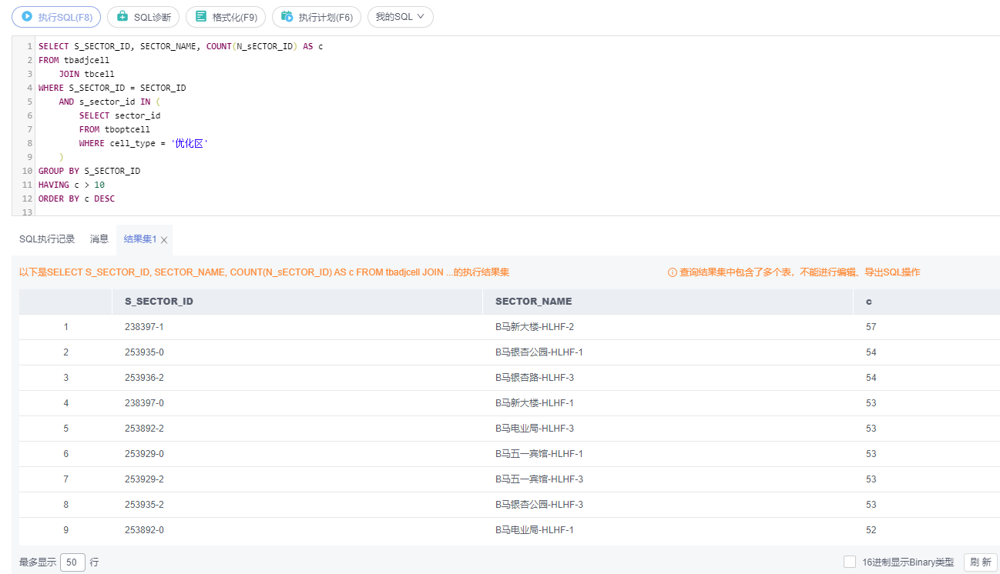 执行SQL(F8) SQL诊断 格式化(F9) 执行计划(F6) 我的SQL
1 SELECT S_SECTOR_ID, SECTOR_NAME, COUNT(N_sECTOR_ID) AS c
2 FROM tbadjcell
3 JOIN tbcell
4 WHERE S_SECTOR_ID = SECTOR_ID
5 AND s_sector_id IN (
6 SELECT sector_id
7 FROM tboptcell
8 WHERE cell_type = '优化区'
9 )
10 GROUP BY S_SECTOR_ID
11 HAVING c > 10
12 ORDER BY c DESC
13
SQL执行记录 消息 结果集1
以下是SELECT S_SECTOR_ID, SECTOR_NAME, COUNT(N_sECTOR_ID) AS c FROM tbadjcell JOIN ...的执行结果集 查询结果集中包含了多个表，不能进行编辑、导出SQL操作
S_SECTOR_ID SECTOR_NAME c
1 238397-1 B马新大楼-HLHF-2 57
2 253935-0 B马银杏公园-HLHF-1 54
3 253936-2 B马银杏路-HLHF-3 54
4 238397-0 B马新大楼-HLHF-1 53
5 253892-2 B马电业局-HLHF-3 53
6 253929-0 B马五一宾馆-HLHF-1 53
7 253929-2 B马五一宾馆-HLHF-3 53
8 253935-2 B马银杏公园-HLHF-3 53
9 253892-0 B马电业局-HLHF-1 52
最多显示 50 行 16进制显示Binary类型 刷 新